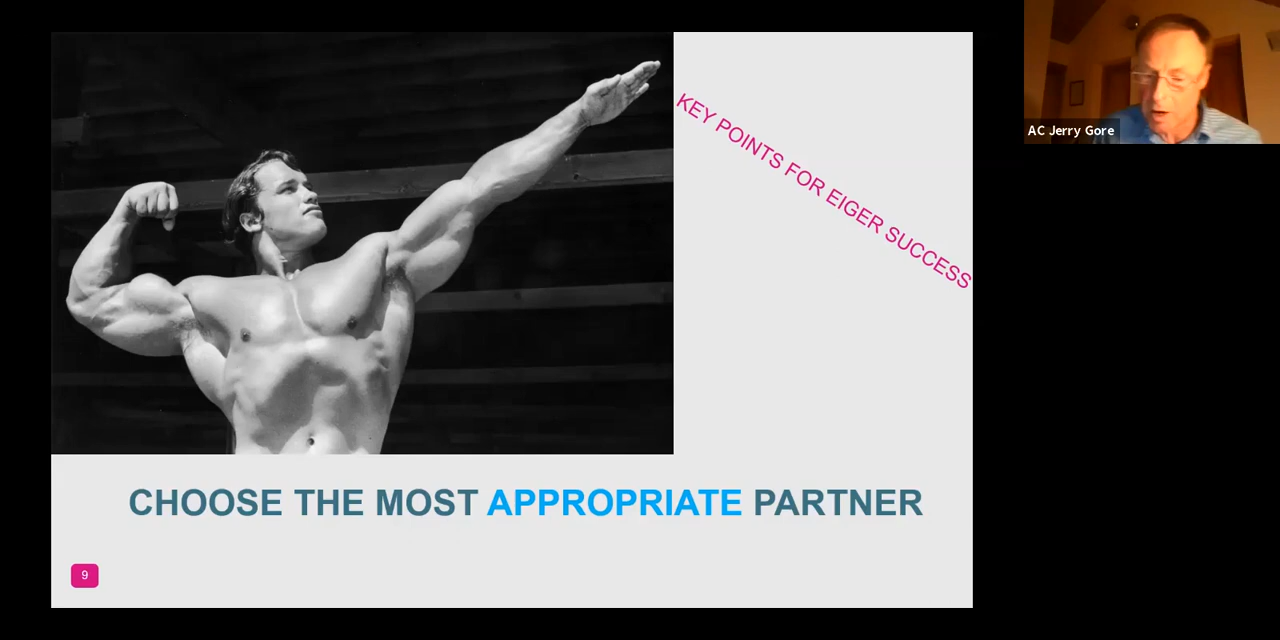 KEY POINTS FOR EIGER SUCCESS
AC Jerry Gore
CHOOSE THE MOST APPROPRIATE PARTNER
9